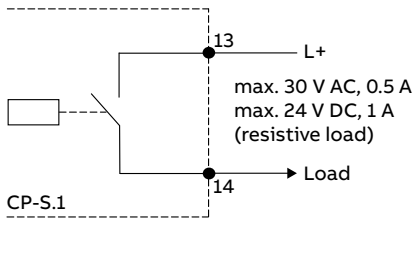 13
L+
max. 30 V AC, 0.5 A
max. 24 V DC, 1 A
(resistive load)
Load
14
CP-S.1